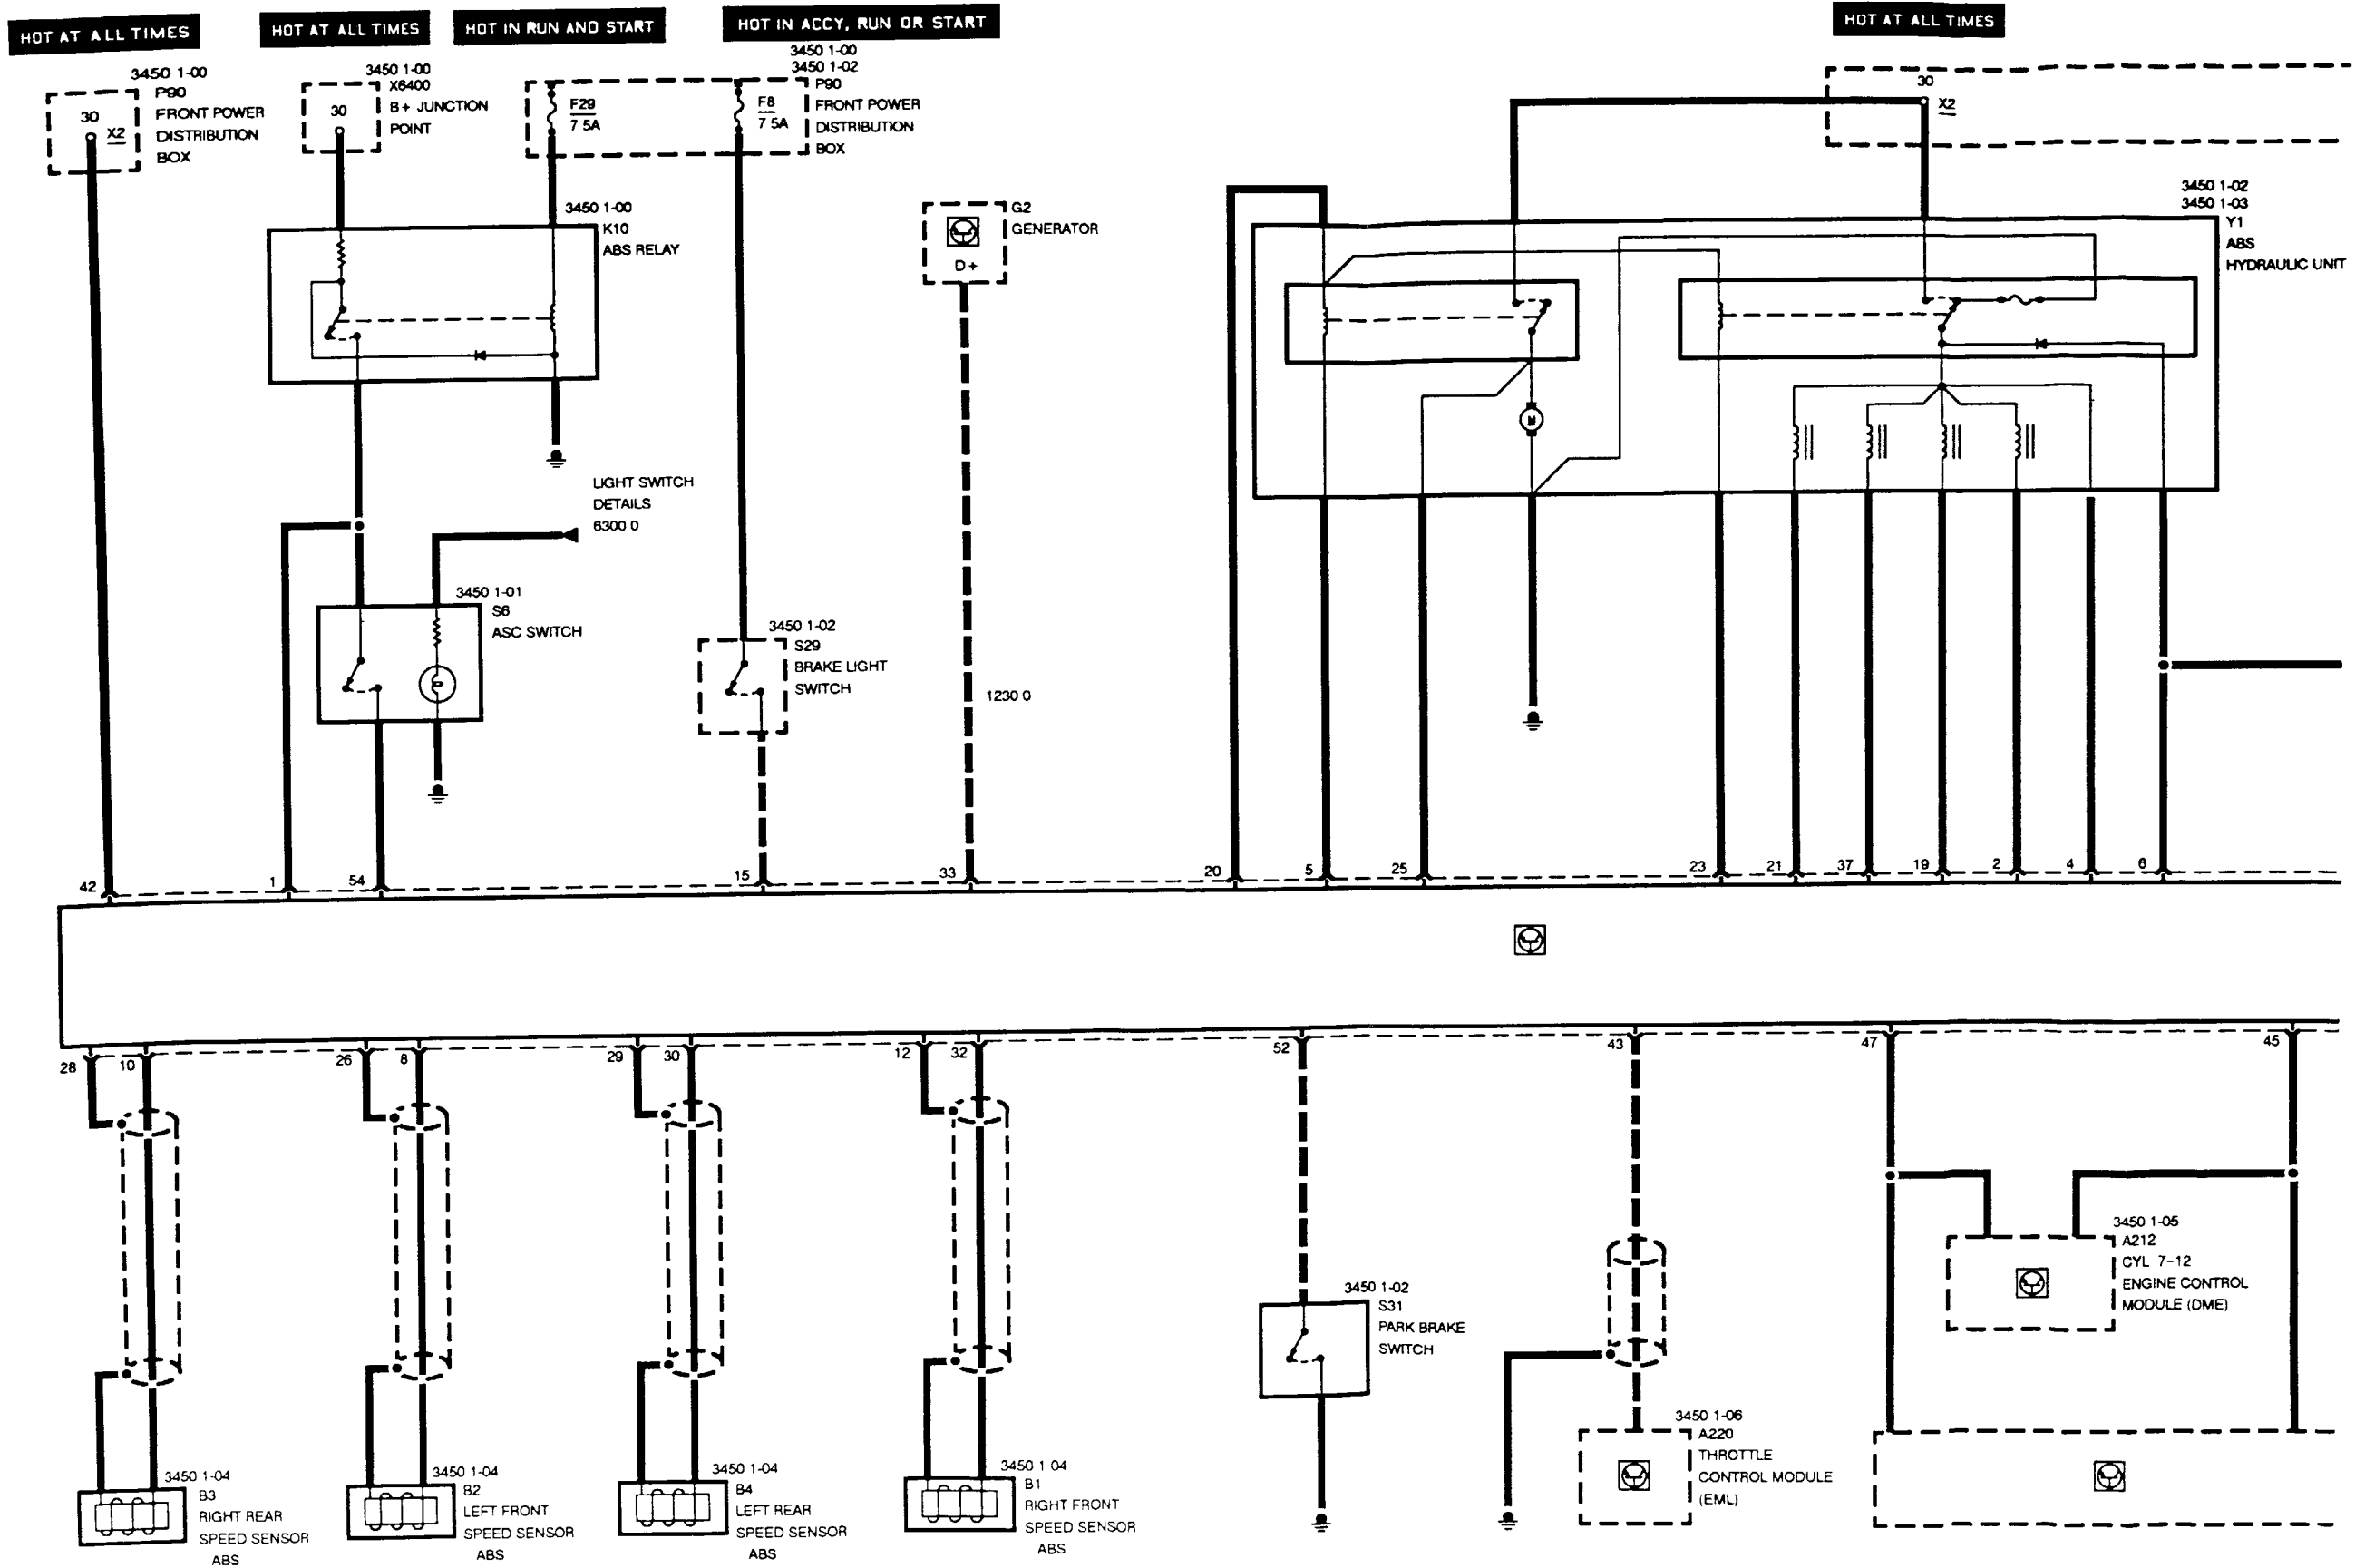 HOT AT ALL TIMES
HOT AT ALL TIMES
HOT IN RUN AND START
HOT IN ACCY, RUN OR START
HOT AT ALL TIMES
3450 1-00
P90
FRONT POWER
DISTRIBUTION
BOX
30
X2
3450 1-00
X6400
B+ JUNCTION
POINT
30
F29
7 5A
F8
7 5A
3450 1-00
3450 1-02
P90
FRONT POWER
DISTRIBUTION
BOX
30
X2
3450 1-00
K10
ABS RELAY
G2
GENERATOR
D+
3450 1-02
3450 1-03
Y1
ABS
HYDRAULIC UNIT
M
LIGHT SWITCH
DETAILS
6300 0
3450 1-01
S6
ASC SWITCH
3450 1-02
S29
BRAKE LIGHT
SWITCH
1230 0
42
1
54
15
33
20
5
25
23
21
37
19
2
4
6
28
10
26
8
29
30
12
32
52
43
47
45
3450 1-05
A212
CYL 7-12
ENGINE CONTROL
MODULE (DME)
3450 1-02
S31
PARK BRAKE
SWITCH
3450 1-06
A220
THROTTLE
CONTROL MODULE
(EML)
3450 1-04
B3
RIGHT REAR
SPEED SENSOR
ABS
3450 1-04
B2
LEFT FRONT
SPEED SENSOR
ABS
3450 1-04
B4
LEFT REAR
SPEED SENSOR
ABS
3450 1 04
B1
RIGHT FRONT
SPEED SENSOR
ABS